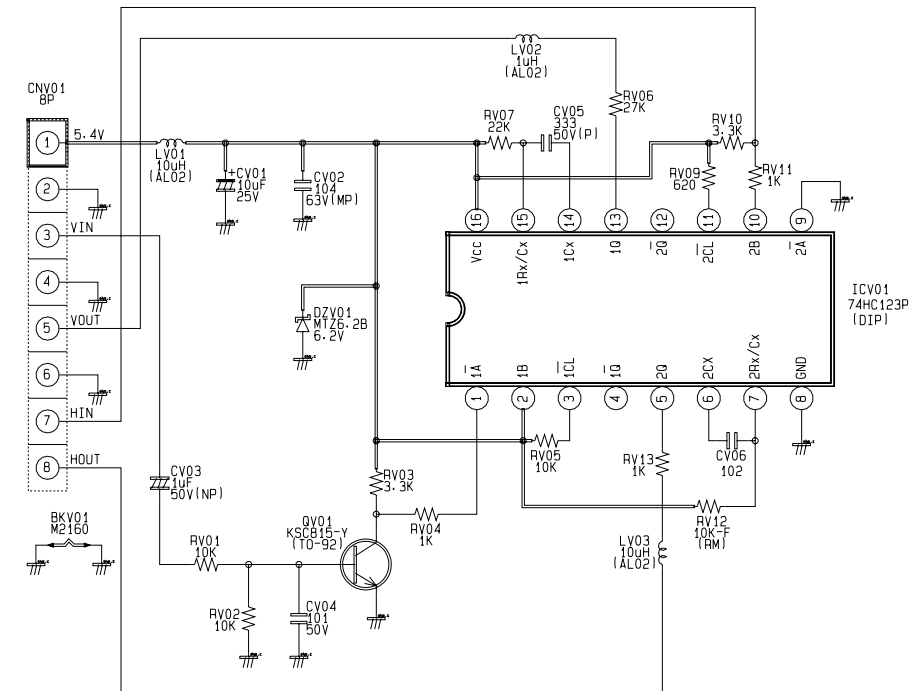 LV02
1uH
(AL02)
CNV01
8P
1
5.4V
LV01
10uH
(AL02)
+
CV01
10uF
25V
CV02
104
63V(MP)
RV07
22K
CV05
333
50V(P)
RV06
27K
RV10
3.3K
RV09
620
RV11
1K
2
3
VIN
4
5
VOUT
6
7
HIN
8
HOUT
16
15
14
13
12
11
10
9
Vcc
1Rx/Cx
1Cx
1Q
2Q
2CL
2B
2A
ICV01
74HC123P
(DIP)
DZV01
MTZ6.2B
6.2V
1A
1B
1CL
1Q
2Q
2CX
2Rx/Cx
GND
1
2
3
4
5
6
7
8
RV05
10K
CV06
102
RV13
1K
RV03
3.3K
CV03
1uF
50V(NP)
RV04
1K
RV12
10K-F
(RM)
QV01
KSC815-Y
(TO-92)
BKV01
M2160
RV01
10K
LV03
10uH
(AL02)
RV02
10K
CV04
101
50V